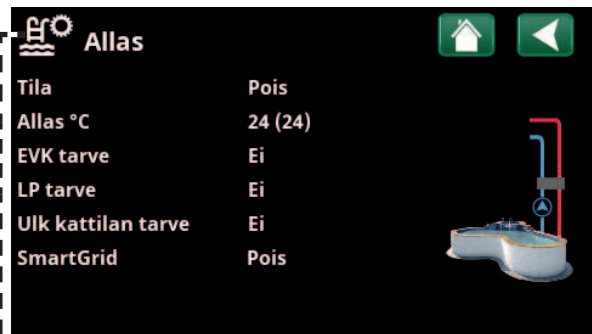 Allas
Tila Pois
Allas °C 24 (24)
EVK tarve Ei
LP tarve Ei
Ulk kattilan tarve Ei
SmartGrid Pois